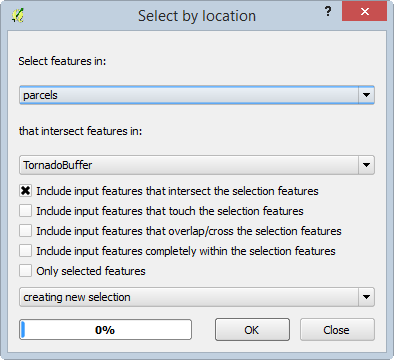 Select by location
?
Select features in:
parcels
that intersect features in:
TornadoBuffer
Include input features that intersect the selection features
Include input features that touch the selection features
Include input features that overlap/cross the selection features
Include input features completely within the selection features
Only selected features
creating new selection
0%
OK
Close